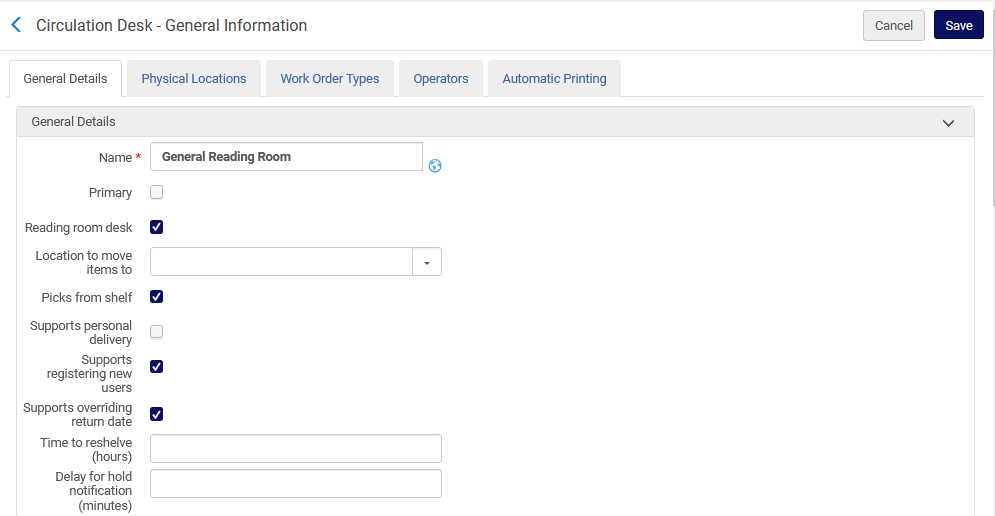 Circulation Desk - General Information
Cancel
Save
General Details
Physical Locations
Work Order Types
Operators
Automatic Printing
General Details
Name *
General Reading Room
Primary
Reading room desk
Location to move
items to
Picks from shelf
Supports personal
delivery
Supports
registering new
users
Supports overriding
return date
Time to reshelve
(hours)
Delay for hold
notification
(minutes)